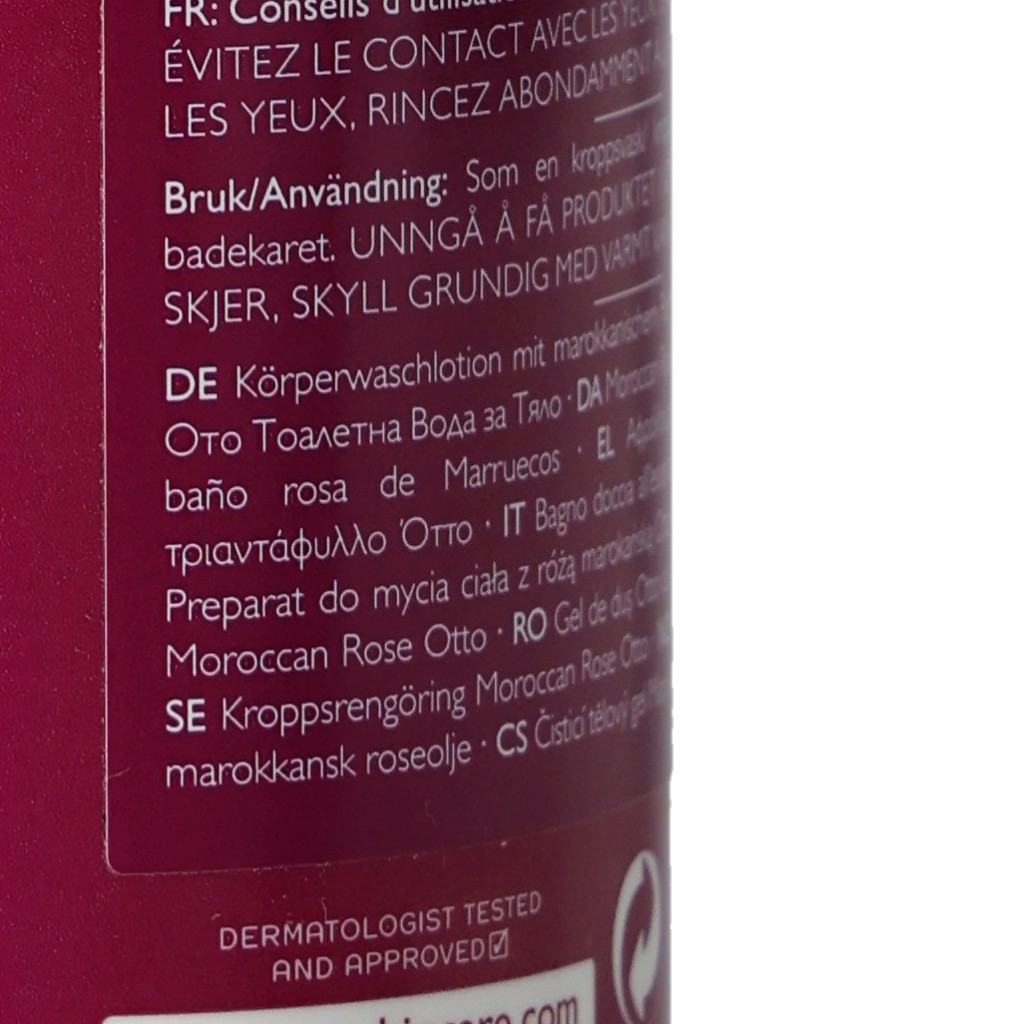 FR: Conseils d'utilisation
ÉVITEZ LE CONTACT AVEC LES YEUX
LES YEUX, RINCEZ ABONDAMMENT
Bruk/Användning: Som en kroppsvask
badekaret. UNNGÅ Å FÅ PRODUKTET
SKJER, SKYLL GRUNDIG MED VARMT
DE Körperwaschlotion mit marokkanischem
Ото Тоалетна Вода за Тяло · DA Moroccan
baño rosa de Marruecos · EL
τριαντάφυλλο Όττο · IT Bagno doccia
Preparat do mycia ciała z różą marokańską
Moroccan Rose Otto · RO Gel de duş
SE Kroppsrengöring Moroccan Rose Otto ·
marokkansk roseolje · CS Čisticí tělový gel
DERMATOLOGIST TESTED
AND APPROVED☑